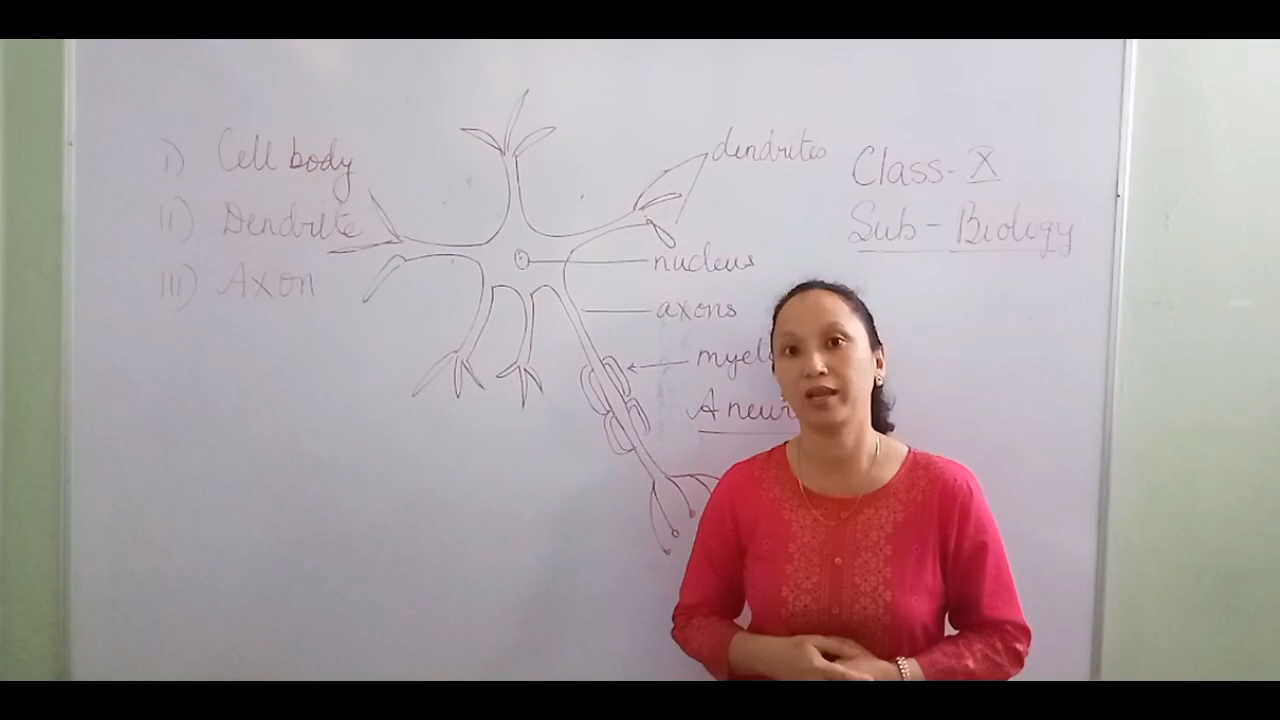 i) Cell body
ii) Dendrite
iii) Axon
dendrites
nucleus
axons
A
Class- X
Sub - Biology